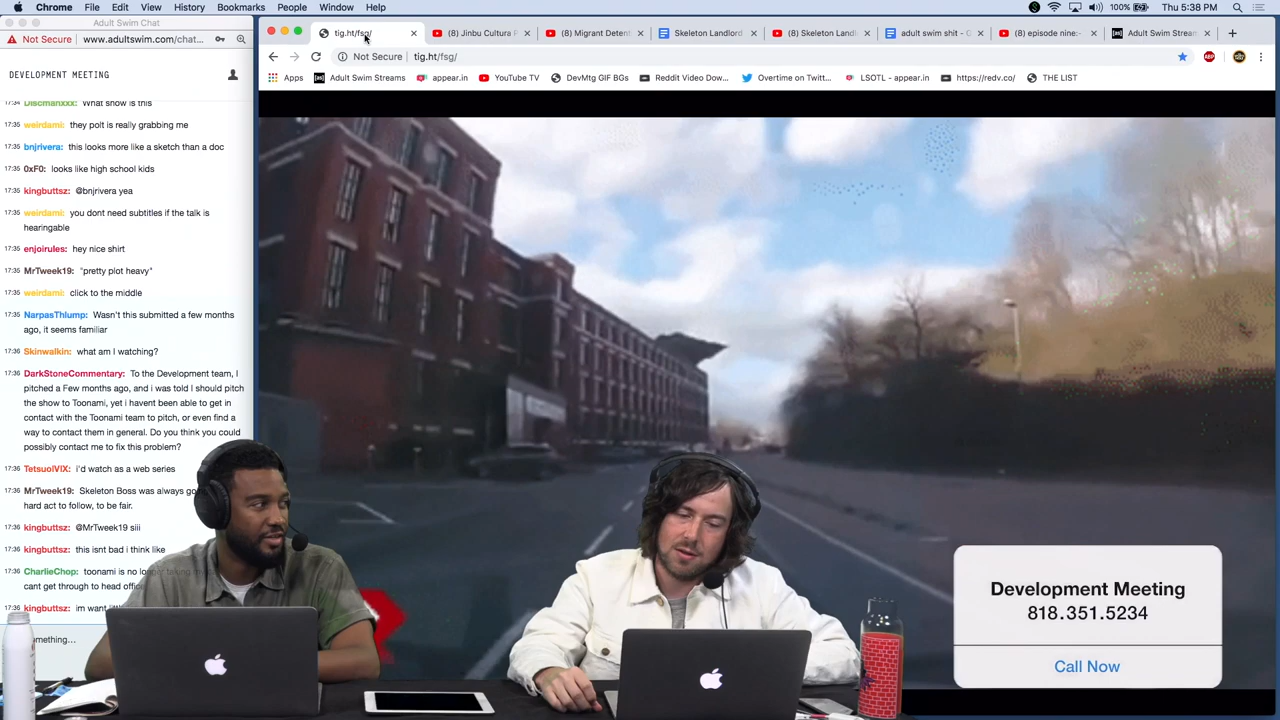 Chrome File Edit View History Bookmarks People Window Help
100% Thu 5:38 PM
Adult Swim Chat
Not Secure www.adultswim.com/chat...
DEVELOPMENT MEETING
17:34 Discmanxxx: What show is this
17:35 weirdami: they polt is really grabbing me
17:35 bnjrivera: this looks more like a sketch than a doc
17:35 0xF0: looks like high school kids
17:35 kingbuttsz: @bnjrivera yea
17:35 weirdami: you dont need subtitles if the talk is
hearingable
17:35 enjoirules: hey nice shirt
17:35 MrTweek19: "pretty plot heavy"
17:35 weirdami: click to the middle
17:35 NarpasThlump: Wasn't this submitted a few months
ago, it seems familiar
17:36 Skinwalkin: what am I watching?
17:36 DarkStoneCommentary: To the Development team, I
pitched a Few months ago, and i was told I should pitch
the show to Toonami, yet i havent been able to get in
contact with the Toonami team to pitch, or even find a
way to contact them in general. Do you think you could
possibly contact me to fix this problem?
17:36 TetsuolVIX: i'd watch as a web series
17:36 MrTweek19: Skeleton Boss was always go
hard act to follow, to be fair.
17:36 kingbuttsz: @MrTweek19 siii
17:36 kingbuttsz: this isnt bad i think like
17:36 CharlieChop: toonami is no longer taking
cant get through to head offic
17:36 kingbuttsz: im want
mething...
tig.ht/fsg/
(8) Jinbu Cultura P
(8) Migrant Detent
Skeleton Landlord
(8) Skeleton Landl
adult swim shit - G
(8) episode nine:-
Adult Swim Stream
Not Secure tig.ht/fsg/
Apps Adult Swim Streams appear.in YouTube TV DevMtg GIF BGs Reddit Video Dow... Overtime on Twitt... LSOTL - appear.in https://redv.co/ THE LIST
Development Meeting
818.351.5234
Call Now